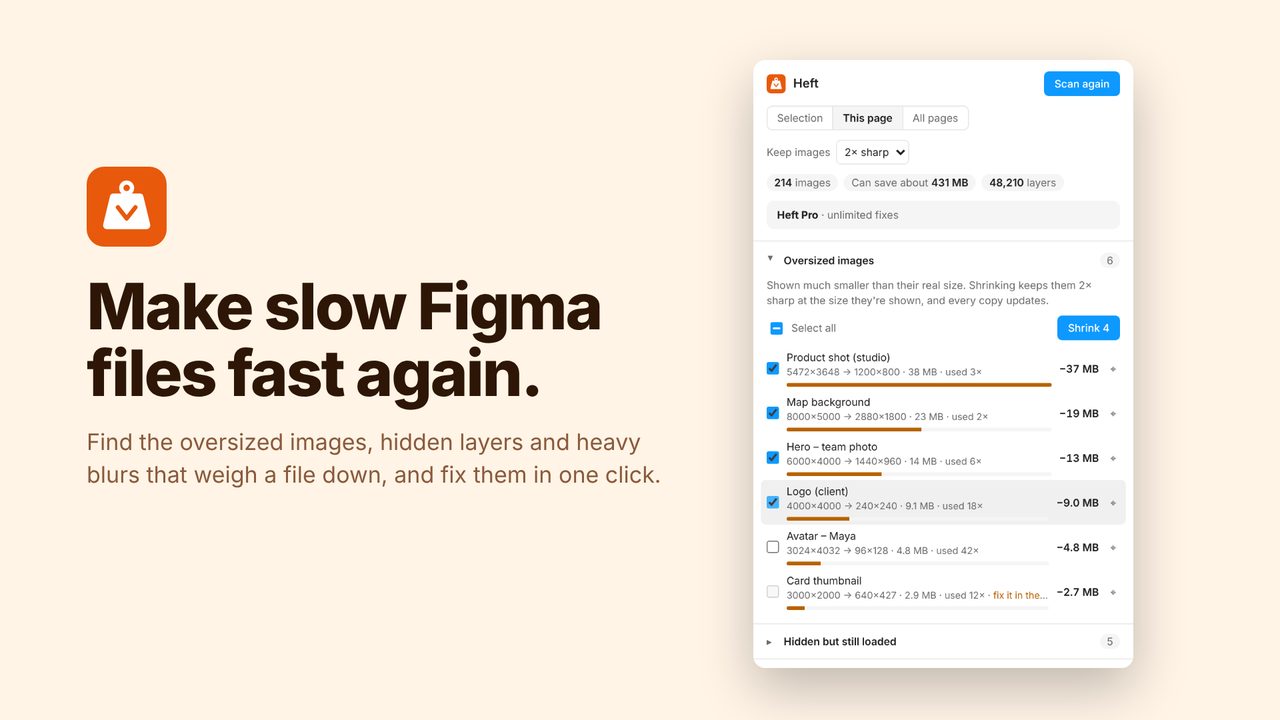 Make slow Figma
files fast again.
Find the oversized images, hidden layers and heavy
blurs that weigh a file down, and fix them in one click.
Heft
Scan again
Selection
This page
All pages
Keep images
2× sharp
214 images
Can save about 431 MB
48,210 layers
Heft Pro · unlimited fixes
Oversized images
6
Shown much smaller than their real size. Shrinking keeps them 2×
sharp at the size they're shown, and every copy updates.
Select all
Shrink 4
Product shot (studio)
5472×3648 → 1200×800 · 38 MB · used 3×
−37 MB
Map background
8000×5000 → 2880×1800 · 23 MB · used 2×
−19 MB
Hero – team photo
6000×4000 → 1440×960 · 14 MB · used 6×
−13 MB
Logo (client)
4000×4000 → 240×240 · 9.1 MB · used 18×
−9.0 MB
Avatar – Maya
3024×4032 → 96×128 · 4.8 MB · used 42×
−4.8 MB
Card thumbnail
3000×2000 → 640×427 · 2.9 MB · used 12× · fix it in the...
−2.7 MB
Hidden but still loaded
5